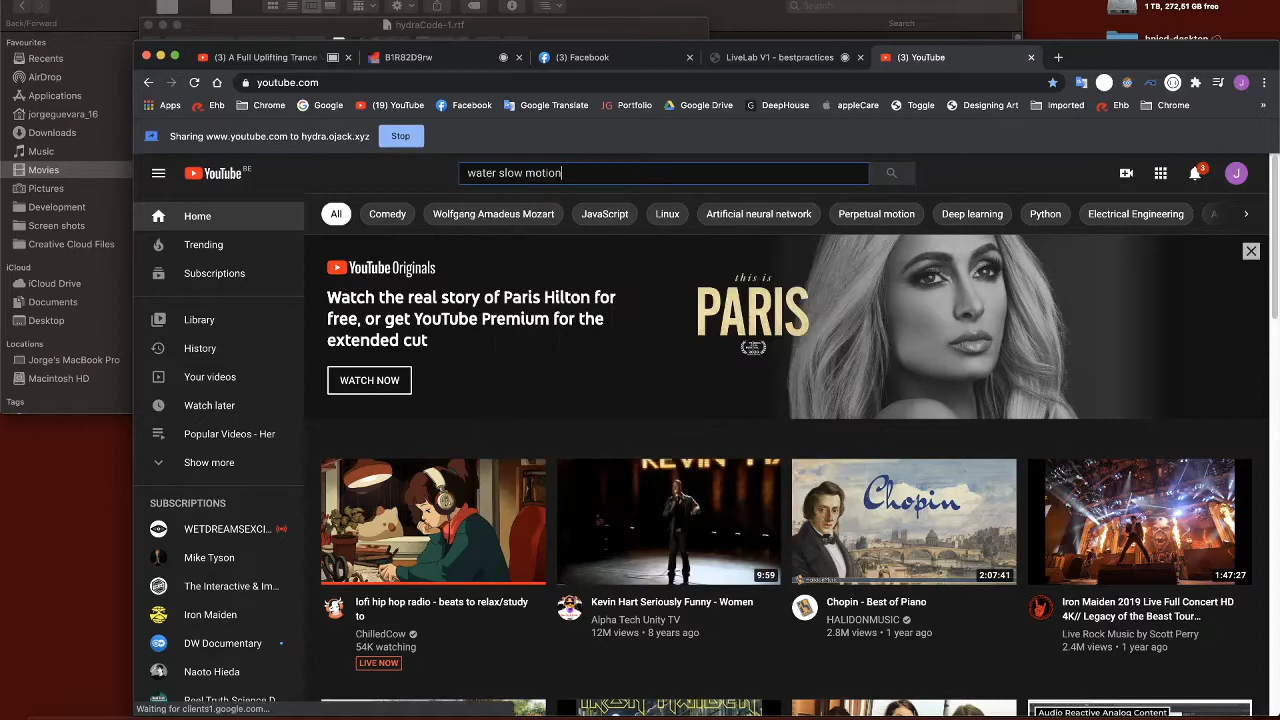 1 TB, 272,51 GB free
Back/Forward
hydraCode-1.rtf
Search
Search
Favourites
Recents
AirDrop
Applications
jorgeguevara_16
Downloads
Music
Movies
Pictures
Development
Screen shots
Creative Cloud Files
iCloud
iCloud Drive
Documents
Desktop
Locations
Jorge's MacBook Pro
Macintosh HD
Tags
A Full Uplifting Trance
B1R82D9rw
(3) Facebook
LiveLab V1 - bestpractices
(3) YouTube
youtube.com
J
Apps
Ehb
Chrome
Google
(19) YouTube
Facebook
Google Translate
JG Portfolio
Google Drive
DeepHouse
appleCare
Toggle
Designing Art
Imported
Ehb
Chrome
»
Sharing www.youtube.com to hydra.ojack.xyz
Stop
YouTube BE
water slow motion
3
J
All
Comedy
Wolfgang Amadeus Mozart
JavaScript
Linux
Artificial neural network
Perpetual motion
Deep learning
Python
Electrical Engineering
Home
Trending
Subscriptions
Library
History
Your videos
Watch later
Popular Videos - Her
Show more
SUBSCRIPTIONS
WETDREAMSEXCI...
Mike Tyson
The Interactive & Im...
Iron Maiden
DW Documentary
Naoto Hieda
Real Truth Science D
YouTube Originals
Watch the real story of Paris Hilton for
free, or get YouTube Premium for the
extended cut
WATCH NOW
this is
PARIS
lofi hip hop radio - beats to relax/study
to
ChilledCow
54K watching
LIVE NOW
9:59
Kevin Hart Seriously Funny - Women
Alpha Tech Unity TV
12M views • 8 years ago
Chopin
2:07:41
Chopin - Best of Piano
HALIDONMUSIC
2.8M views • 1 year ago
1:47:27
Iron Maiden 2019 Live Full Concert HD
4K// Legacy of the Beast Tour...
Live Rock Music by Scott Perry
2.4M views • 1 year ago
Audio Reactive Analog Content
Waiting for clients1.google.com...